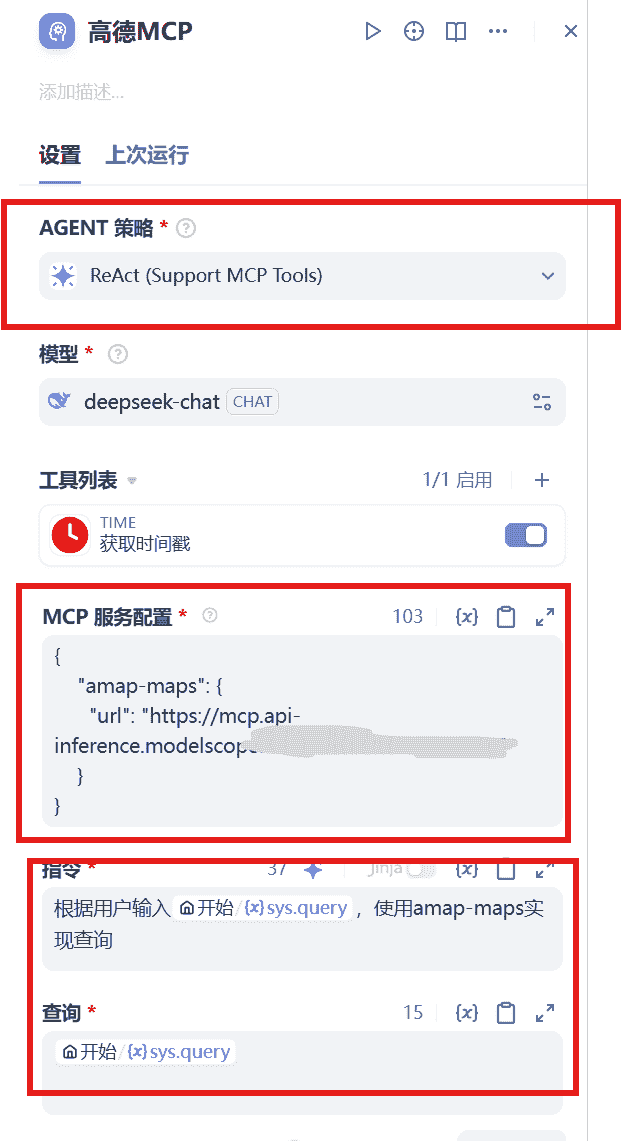 高德MCP
添加描述...
设置 上次运行
AGENT 策略 *
ReAct (Support MCP Tools)
模型 *
deepseek-chat CHAT
工具列表 1/1 启用
TIME
获取时间戳
MCP 服务配置 * 103 {x}
{
"amap-maps": {
"url": "https://mcp.api-
inference.modelscope
}
}
指令 * 37 Jinja {x}
根据用户输入 开始/{x}sys.query ，使用amap-maps实
现查询
查询 * 15 {x}
开始/{x}sys.query